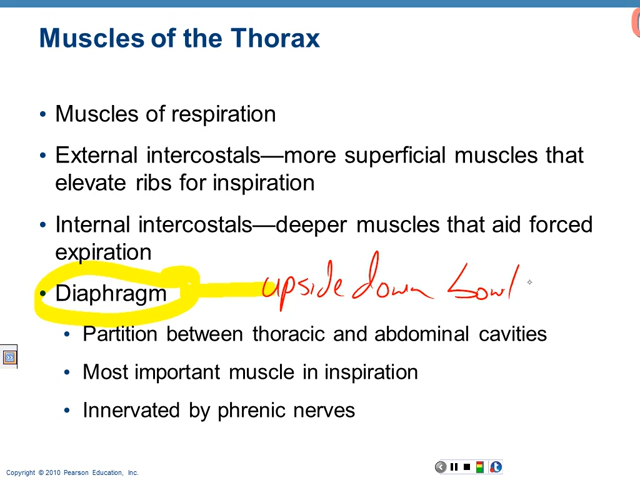 Muscles of the Thorax
• Muscles of respiration
• External intercostals—more superficial muscles that
elevate ribs for inspiration
• Internal intercostals—deeper muscles that aid forced
expiration
• Diaphragm upside down bowl
• Partition between thoracic and abdominal cavities
• Most important muscle in inspiration
• Innervated by phrenic nerves
Copyright © 2010 Pearson Education, Inc.